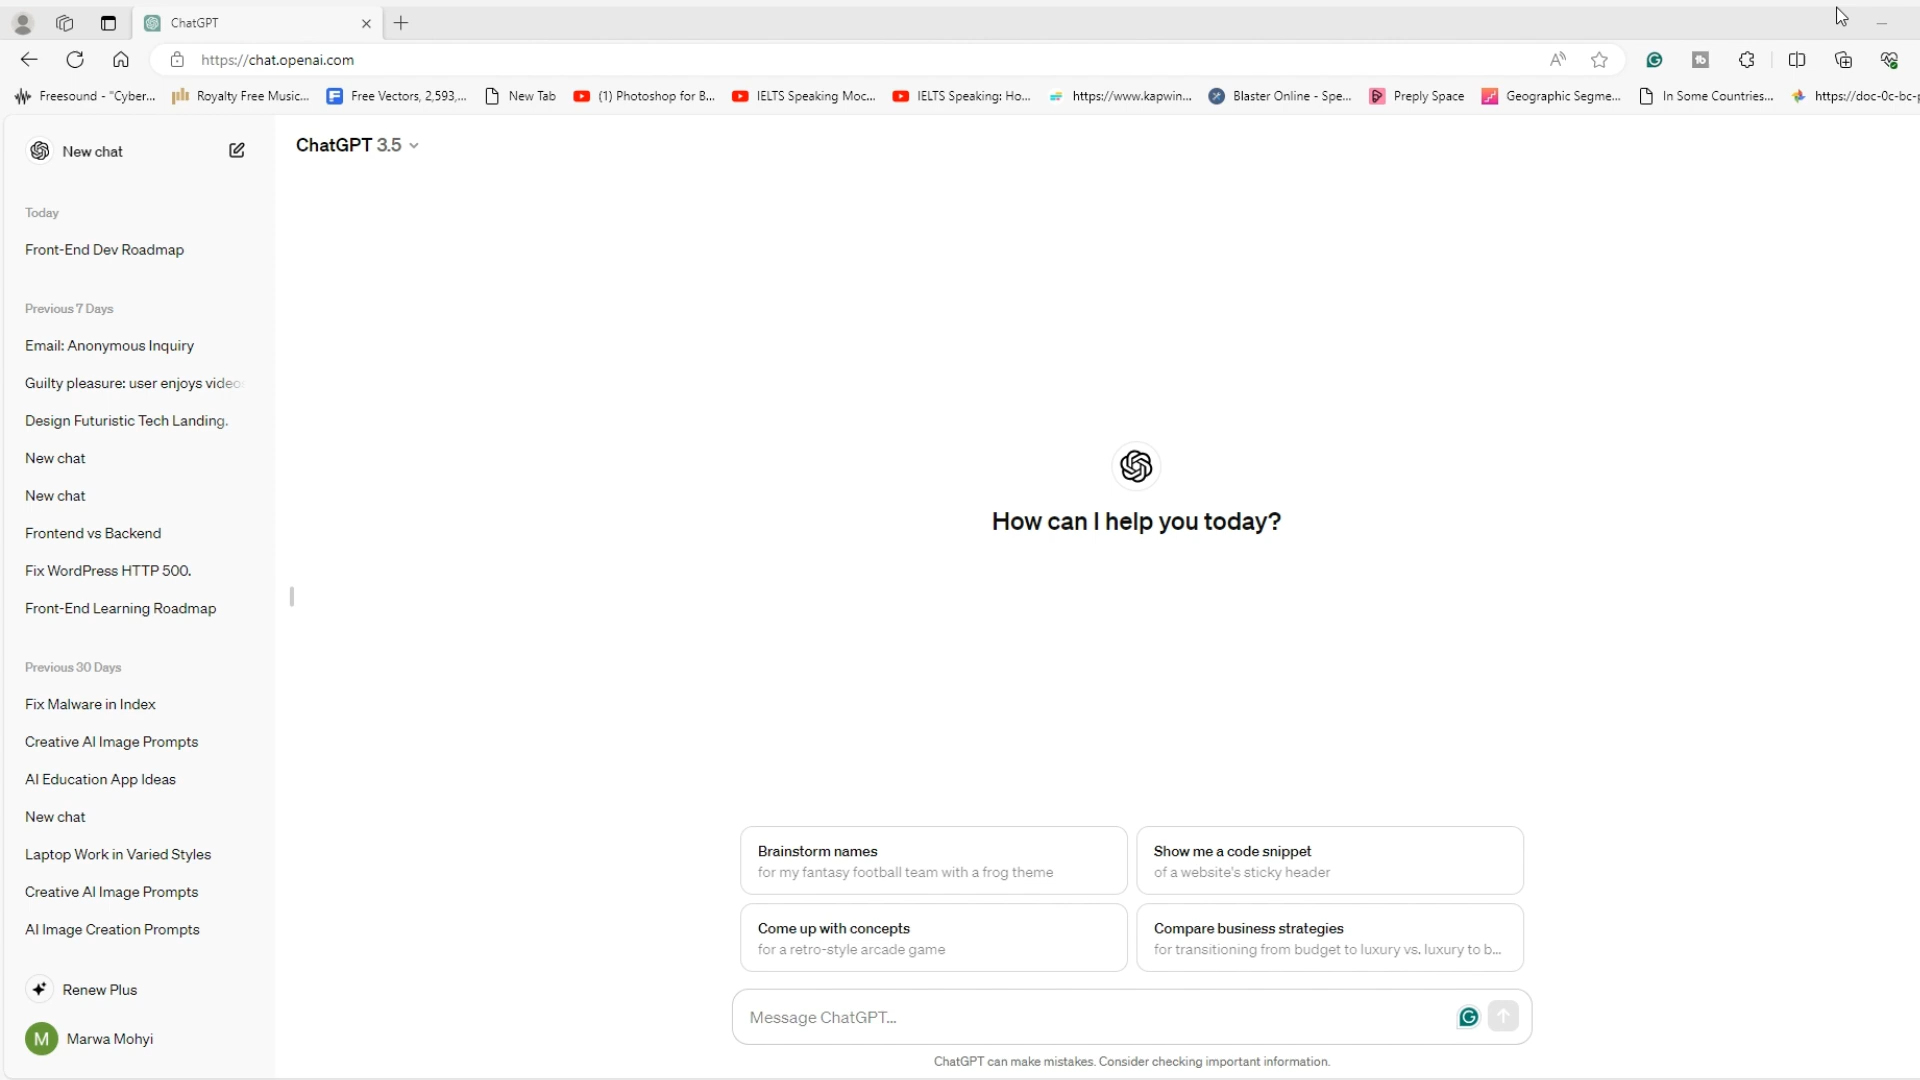 ChatGPT
https://chat.openai.com
Freesound - "Cyber...
Royalty Free Music...
Free Vectors, 2,593,...
New Tab
(1) Photoshop for B...
IELTS Speaking Moc...
IELTS Speaking: Ho...
https://www.kapwin...
Blaster Online - Spe...
Preply Space
Geographic Segme...
In Some Countries...
https://doc-0c-bc-p
New chat
ChatGPT 3.5
Today
Front-End Dev Roadmap
Previous 7 Days
Email: Anonymous Inquiry
Guilty pleasure: user enjoys videos
Design Futuristic Tech Landing.
New chat
New chat
Frontend vs Backend
Fix WordPress HTTP 500.
Front-End Learning Roadmap
Previous 30 Days
Fix Malware in Index
Creative AI Image Prompts
AI Education App Ideas
New chat
Laptop Work in Varied Styles
Creative AI Image Prompts
AI Image Creation Prompts
Renew Plus
M
Marwa Mohyi
How can I help you today?
Brainstorm names
for my fantasy football team with a frog theme
Show me a code snippet
of a website's sticky header
Come up with concepts
for a retro-style arcade game
Compare business strategies
for transitioning from budget to luxury vs. luxury to b...
Message ChatGPT...
ChatGPT can make mistakes. Consider checking important information.